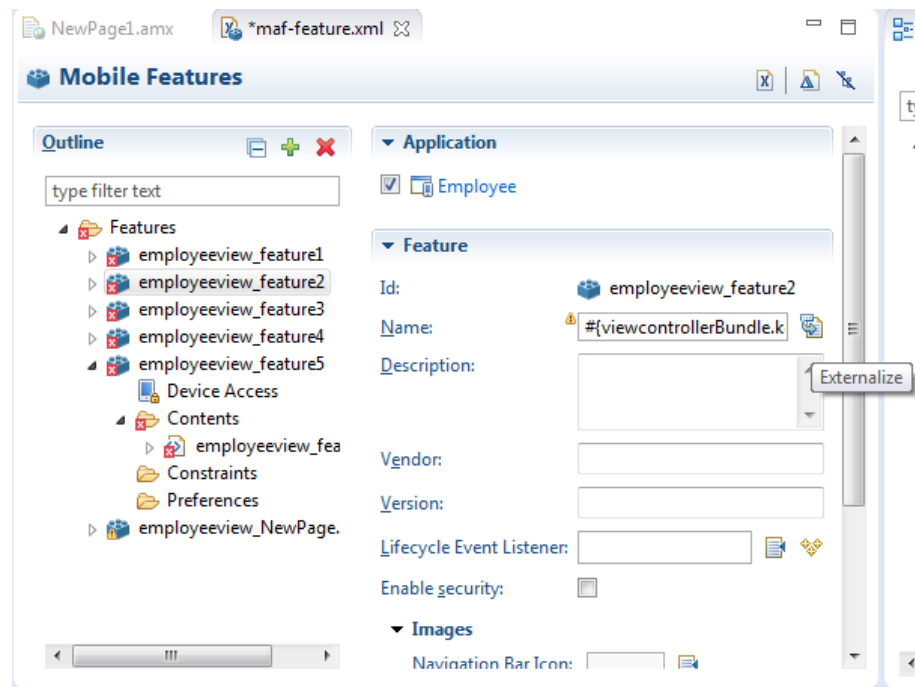 NewPage1.amx
*maf-feature.xml
Mobile Features
Outline
type filter text
Features
employeeview_feature1
employeeview_feature2
employeeview_feature3
employeeview_feature4
employeeview_feature5
Device Access
Contents
employeeview_fea
Constraints
Preferences
employeeview_NewPage.
Application
Employee
Feature
Id:
employeeview_feature2
Name:
#{viewcontrollerBundle.k
Description:
Externalize
Vendor:
Version:
Lifecycle Event Listener:
Enable security:
Images
Navigation Bar Icon: